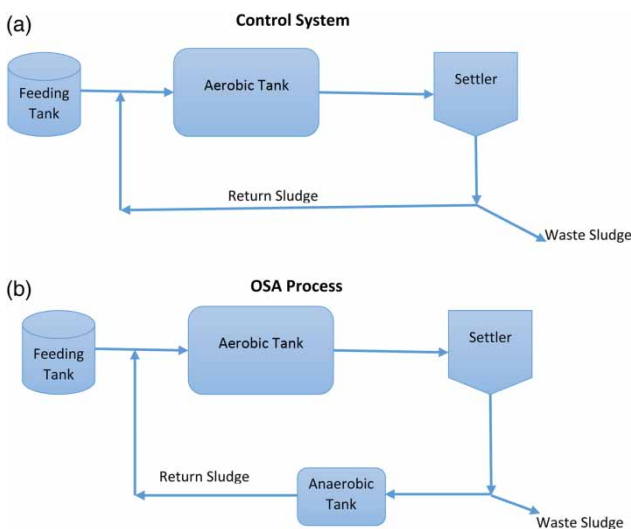 (a)
Control System
Feeding
Tank
Aerobic Tank
Settler
Return Sludge
Waste Sludge
(b)
OSA Process
Feeding
Tank
Aerobic Tank
Settler
Return Sludge
Anaerobic
Tank
Waste Sludge